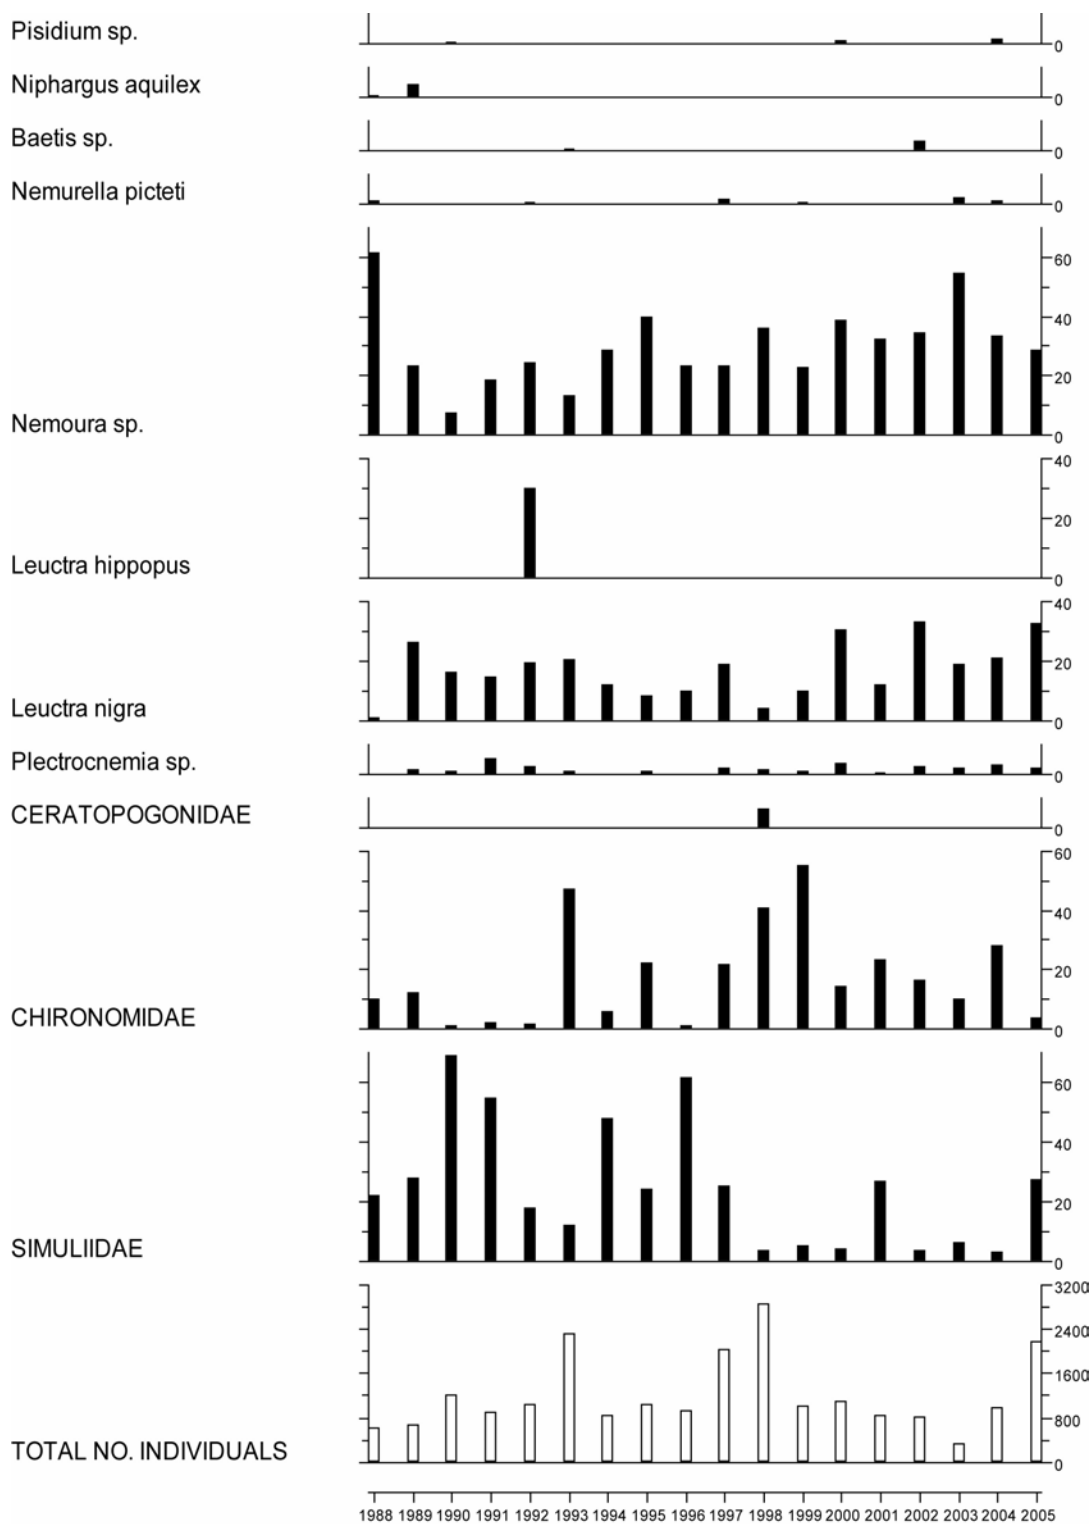 Pisidium sp.
0
Niphargus aquilex
0
Baetis sp.
0
Nemurella picteti
0
60
40
20
Nemoura sp.
0
40
20
Leuctra hippopus
0
40
20
Leuctra nigra
0
Plectrocnemia sp.
0
CERATOPOGONIDAE
0
60
40
20
CHIRONOMIDAE
0
60
40
20
SIMULIIDAE
0
3200
2400
1600
800
TOTAL NO. INDIVIDUALS
0
1988 1989 1990 1991 1992 1993 1994 1995 1996 1997 1998 1999 2000 2001 2002 2003 2004 2005